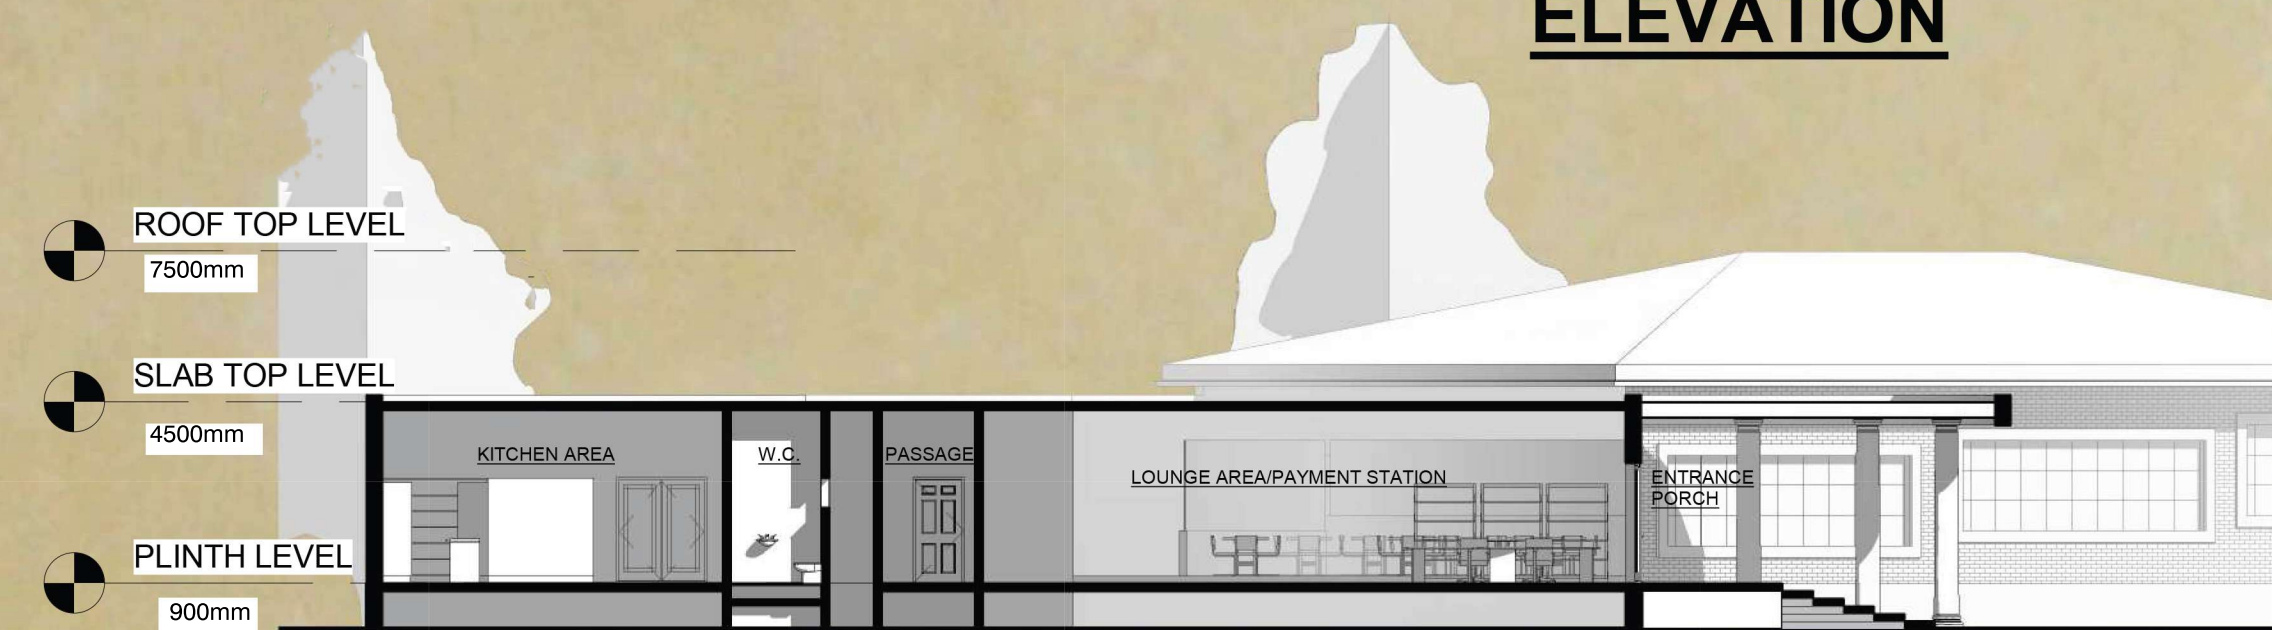 ELEVATION
ROOF TOP LEVEL
7500mm
SLAB TOP LEVEL
4500mm
KITCHEN AREA
W.C.
PASSAGE
LOUNGE AREA/PAYMENT STATION
ENTRANCE
PORCH
PLINTH LEVEL
900mm